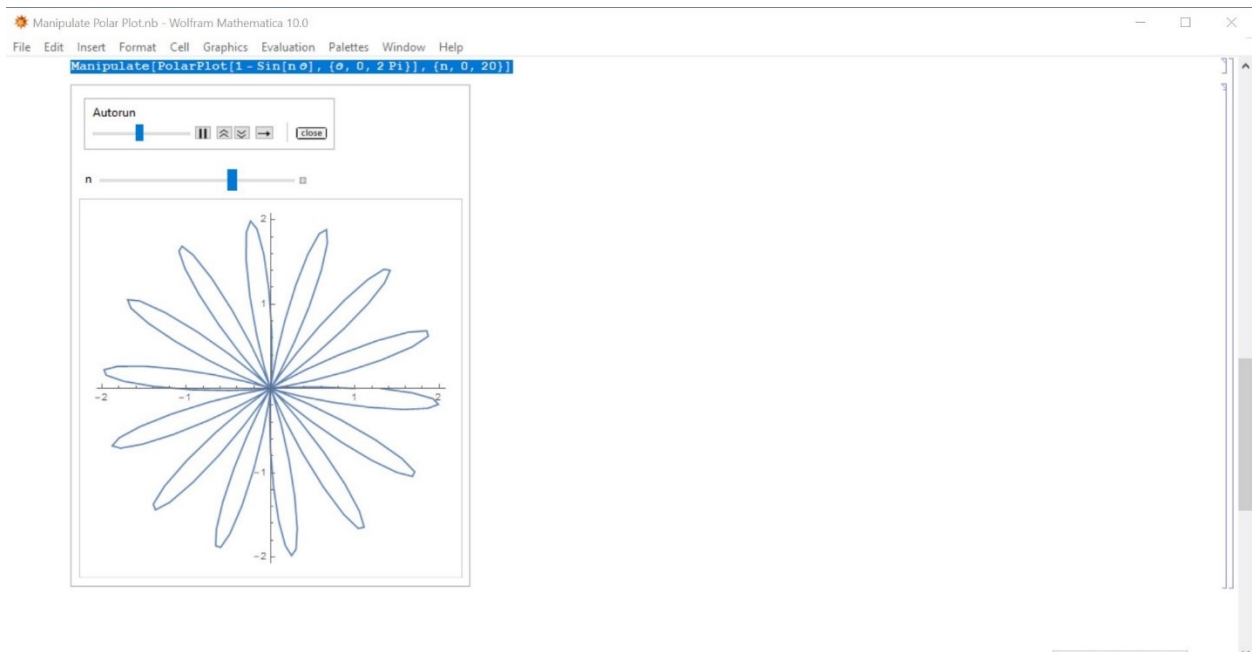 Manipulate Polar Plot.nb - Wolfram Mathematica 10.0
File Edit Insert Format Cell Graphics Evaluation Palettes Window Help
Manipulate[PolarPlot[1 - Sin[n θ], {θ, 0, 2 Pi}], {n, 0, 20}]
Autorun
close
n
2
1
-2 -1 1 2
-1
-2